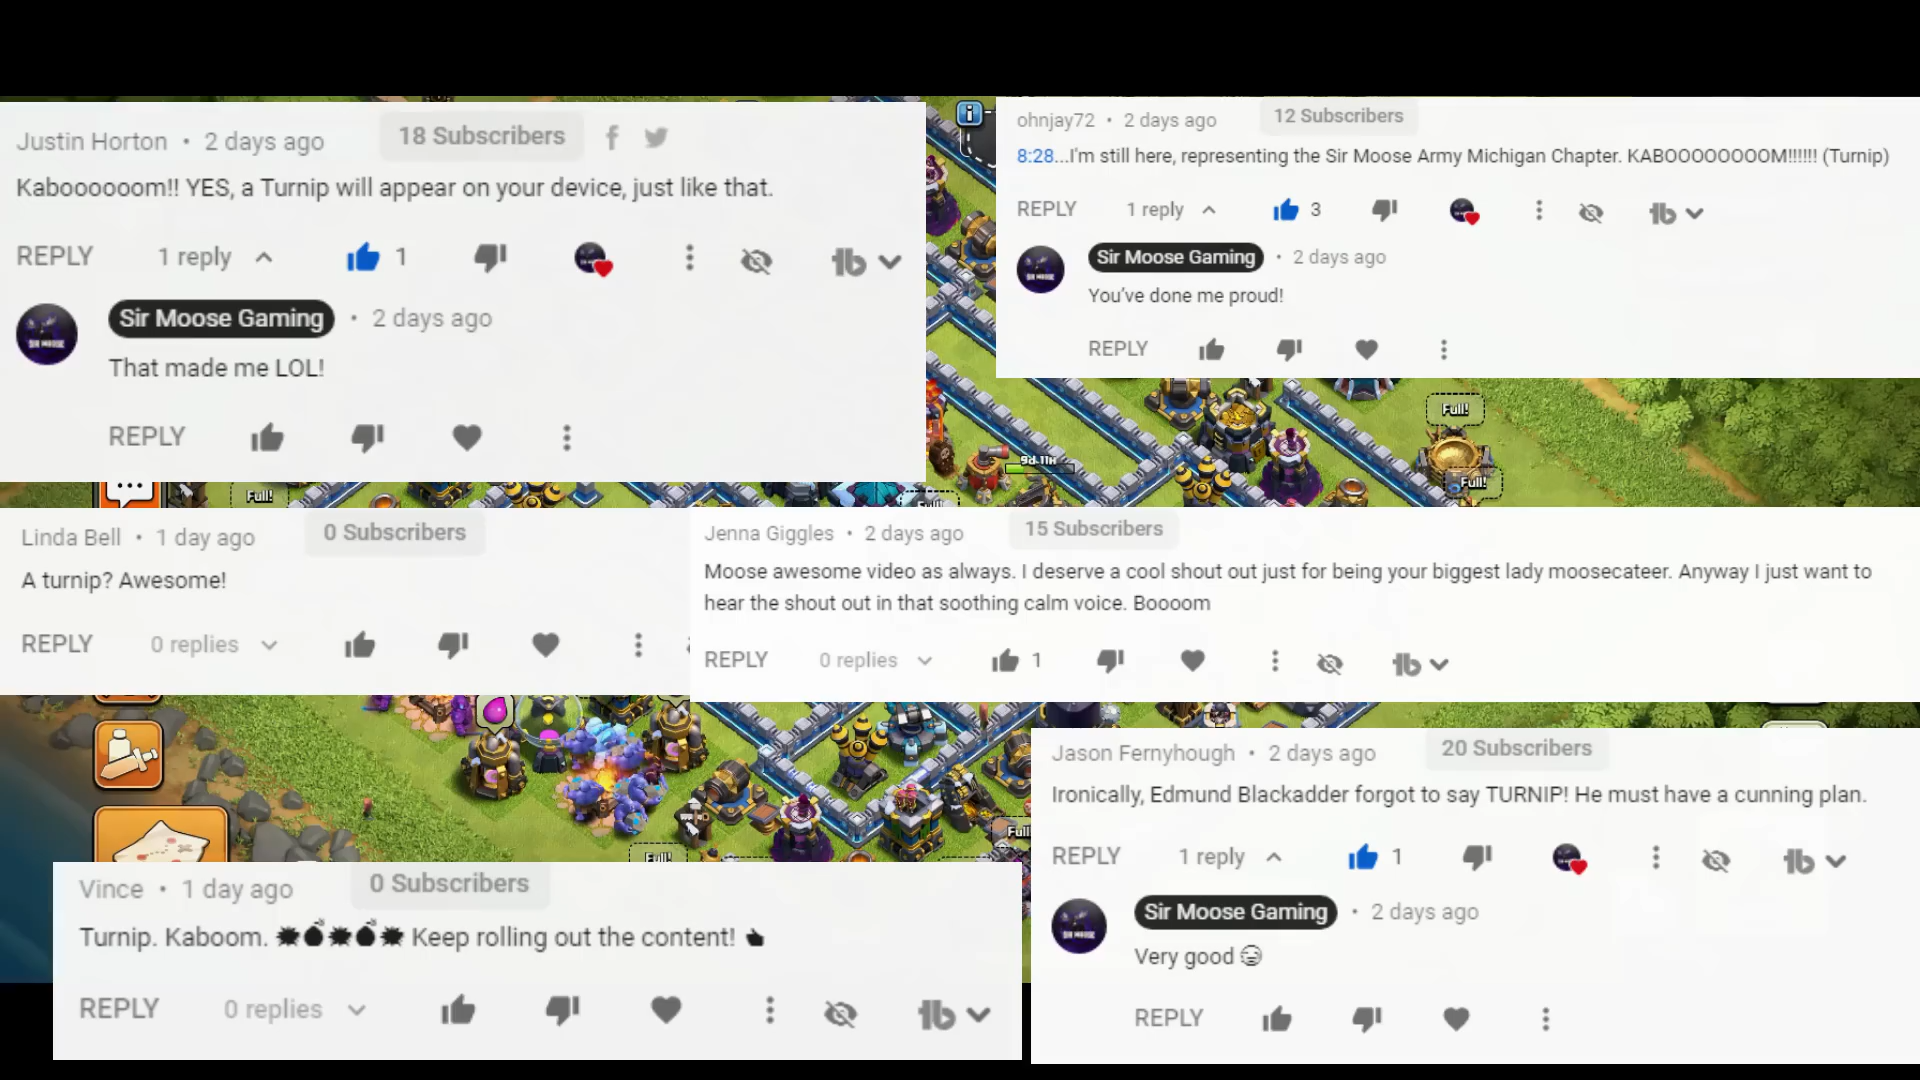 Justin Horton • 2 days ago 18 Subscribers
Kaboooooom!! YES, a Turnip will appear on your device, just like that.
REPLY 1 reply 1
Sir Moose Gaming • 2 days ago
That made me LOL!
REPLY
ohnjay72 • 2 days ago 12 Subscribers
8:28...I'm still here, representing the Sir Moose Army Michigan Chapter. KABOOOOOOOOM!!!!!! (Turnip)
REPLY 1 reply 3
Sir Moose Gaming • 2 days ago
You've done me proud!
REPLY
Full!
9d 11H
Full!
Full!
Full!
Linda Bell • 1 day ago 0 Subscribers
A turnip? Awesome!
REPLY 0 replies
Jenna Giggles • 2 days ago 15 Subscribers
Moose awesome video as always. I deserve a cool shout out just for being your biggest lady moosecateer. Anyway I just want to
hear the shout out in that soothing calm voice. Boooom
REPLY 0 replies 1
Full!
Full!
Vince • 1 day ago 0 Subscribers
Turnip. Kaboom. Keep rolling out the content!
REPLY 0 replies
Jason Fernyhough • 2 days ago 20 Subscribers
Ironically, Edmund Blackadder forgot to say TURNIP! He must have a cunning plan.
REPLY 1 reply 1
Sir Moose Gaming • 2 days ago
Very good
REPLY